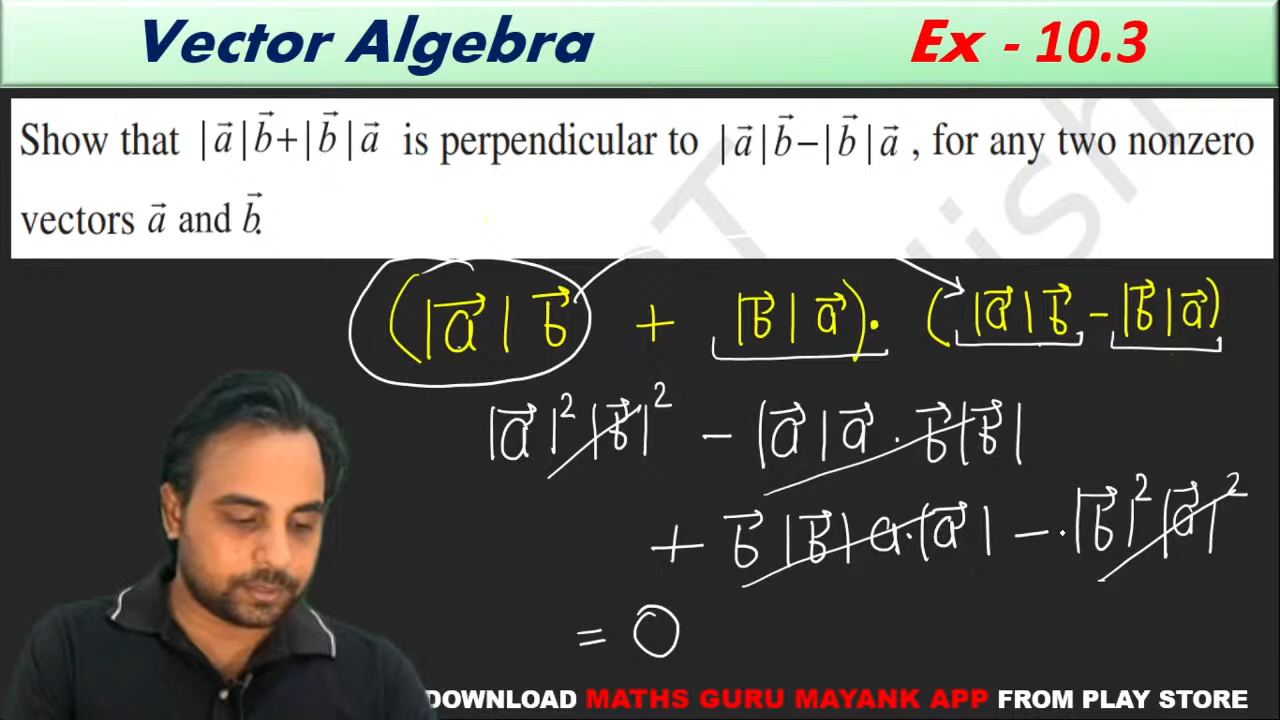 Vector Algebra Ex - 10.3
Show that |a⃗|b⃗+|b⃗|a⃗ is perpendicular to |a⃗|b⃗−|b⃗|a⃗, for any two nonzero
vectors a⃗ and b⃗.
(|a⃗| b⃗ + |b⃗| a⃗). (|a⃗| b⃗ - |b⃗| a⃗)
|a⃗|² |b⃗|² - |a⃗| a⃗ . b⃗ |b⃗|
+ b⃗ |b⃗| a.|a⃗| - .|b⃗|² |a⃗|²
= 0
DOWNLOAD MATHS GURU MAYANK APP FROM PLAY STORE